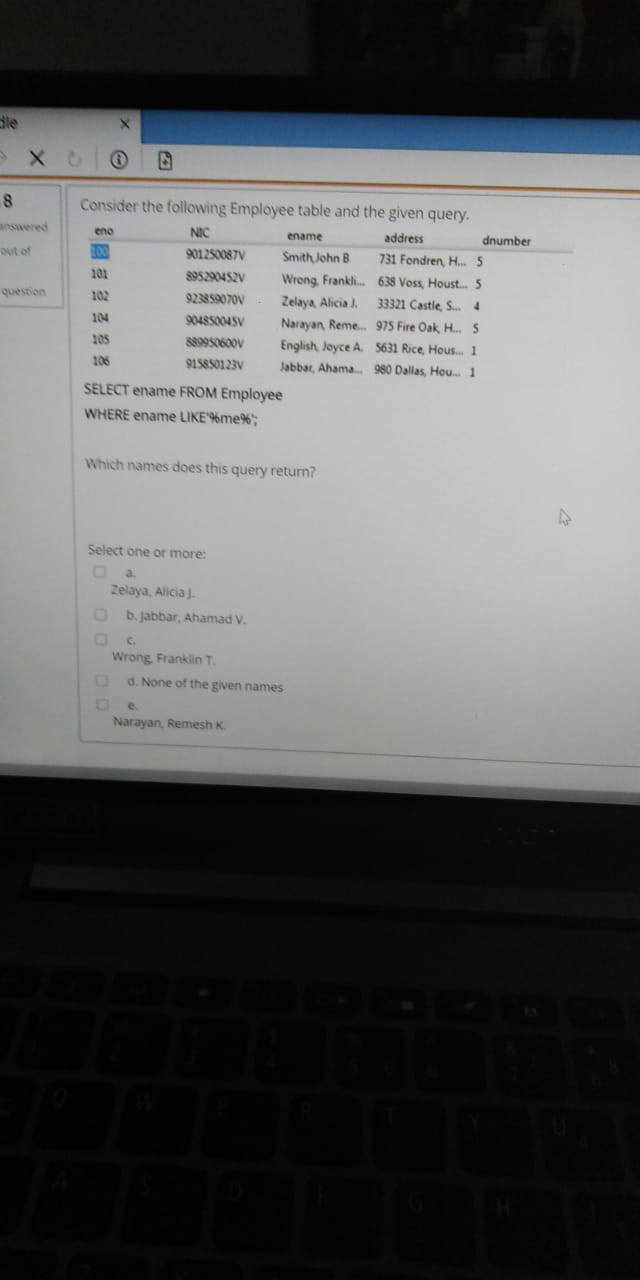 dle
8
answered
out of
question
Consider the following Employee table and the given query.
eno NIC ename address dnumber
100 901250087V Smith,John B 731 Fondren, H... 5
101 895290452V Wrong, Frankli... 638 Voss, Houst... 5
102 923859070V Zelaya, Alicia J. 33321 Castle, S... 4
104 904850045V Narayan, Reme... 975 Fire Oak, H... 5
105 889950600V English, Joyce A. 5631 Rice, Hous... 1
106 915850123V Jabbar, Ahama... 980 Dallas, Hou... 1
SELECT ename FROM Employee
WHERE ename LIKE'%me%';
Which names does this query return?
Select one or more:
a.
Zelaya, Alicia J.
b. Jabbar, Ahamad V.
c.
Wrong, Franklin T.
d. None of the given names
e.
Narayan, Remesh K.
Q W E R T Y U
A S D F G H